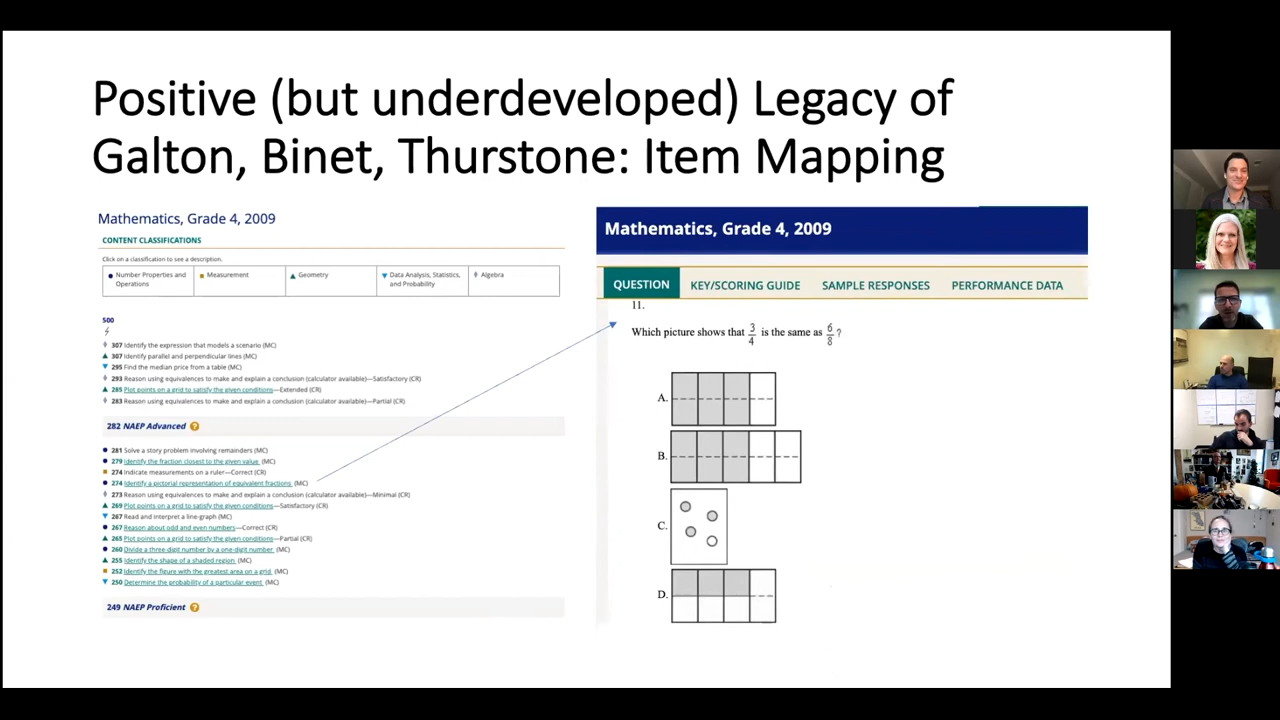 Positive (but underdeveloped) Legacy of
Galton, Binet, Thurstone: Item Mapping
Mathematics, Grade 4, 2009
CONTENT CLASSIFICATIONS
Click on a classification to see a description.
Number Properties and Operations
Measurement
Geometry
Data Analysis, Statistics, and Probability
Algebra
500
307 Identify the expression that models a scenario (MC)
307 Identify parallel and perpendicular lines (MC)
295 Find the median price from a table (MC)
293 Reason using equivalences to make and explain a conclusion (calculator available)—Satisfactory (CR)
285 Plot points on a grid to satisfy the given conditions—Extended (CR)
283 Reason using equivalences to make and explain a conclusion (calculator available)—Partial (CR)
282 NAEP Advanced ?
281 Solve a story problem involving remainders (MC)
279 Identify the fraction closest to the given value (MC)
274 Indicate measurements on a ruler—Correct (CR)
274 Identify a pictorial representation of equivalent fractions (MC)
273 Reason using equivalences to make and explain a conclusion (calculator available)—Minimal (CR)
269 Plot points on a grid to satisfy the given conditions—Satisfactory (CR)
267 Read and interpret a line-graph (MC)
267 Reason about odd and even numbers—Correct (CR)
265 Plot points on a grid to satisfy the given conditions—Partial (CR)
260 Divide a three-digit number by a one-digit number (MC)
255 Identify the shape of a shaded region (MC)
252 Identify the figure with the greatest area on a grid (MC)
250 Determine the probability of a particular event (MC)
249 NAEP Proficient ?
Mathematics, Grade 4, 2009
QUESTION KEY/SCORING GUIDE SAMPLE RESPONSES PERFORMANCE DATA
11.
Which picture shows that 3/4 is the same as 6/8 ?
A.
B.
C.
D.